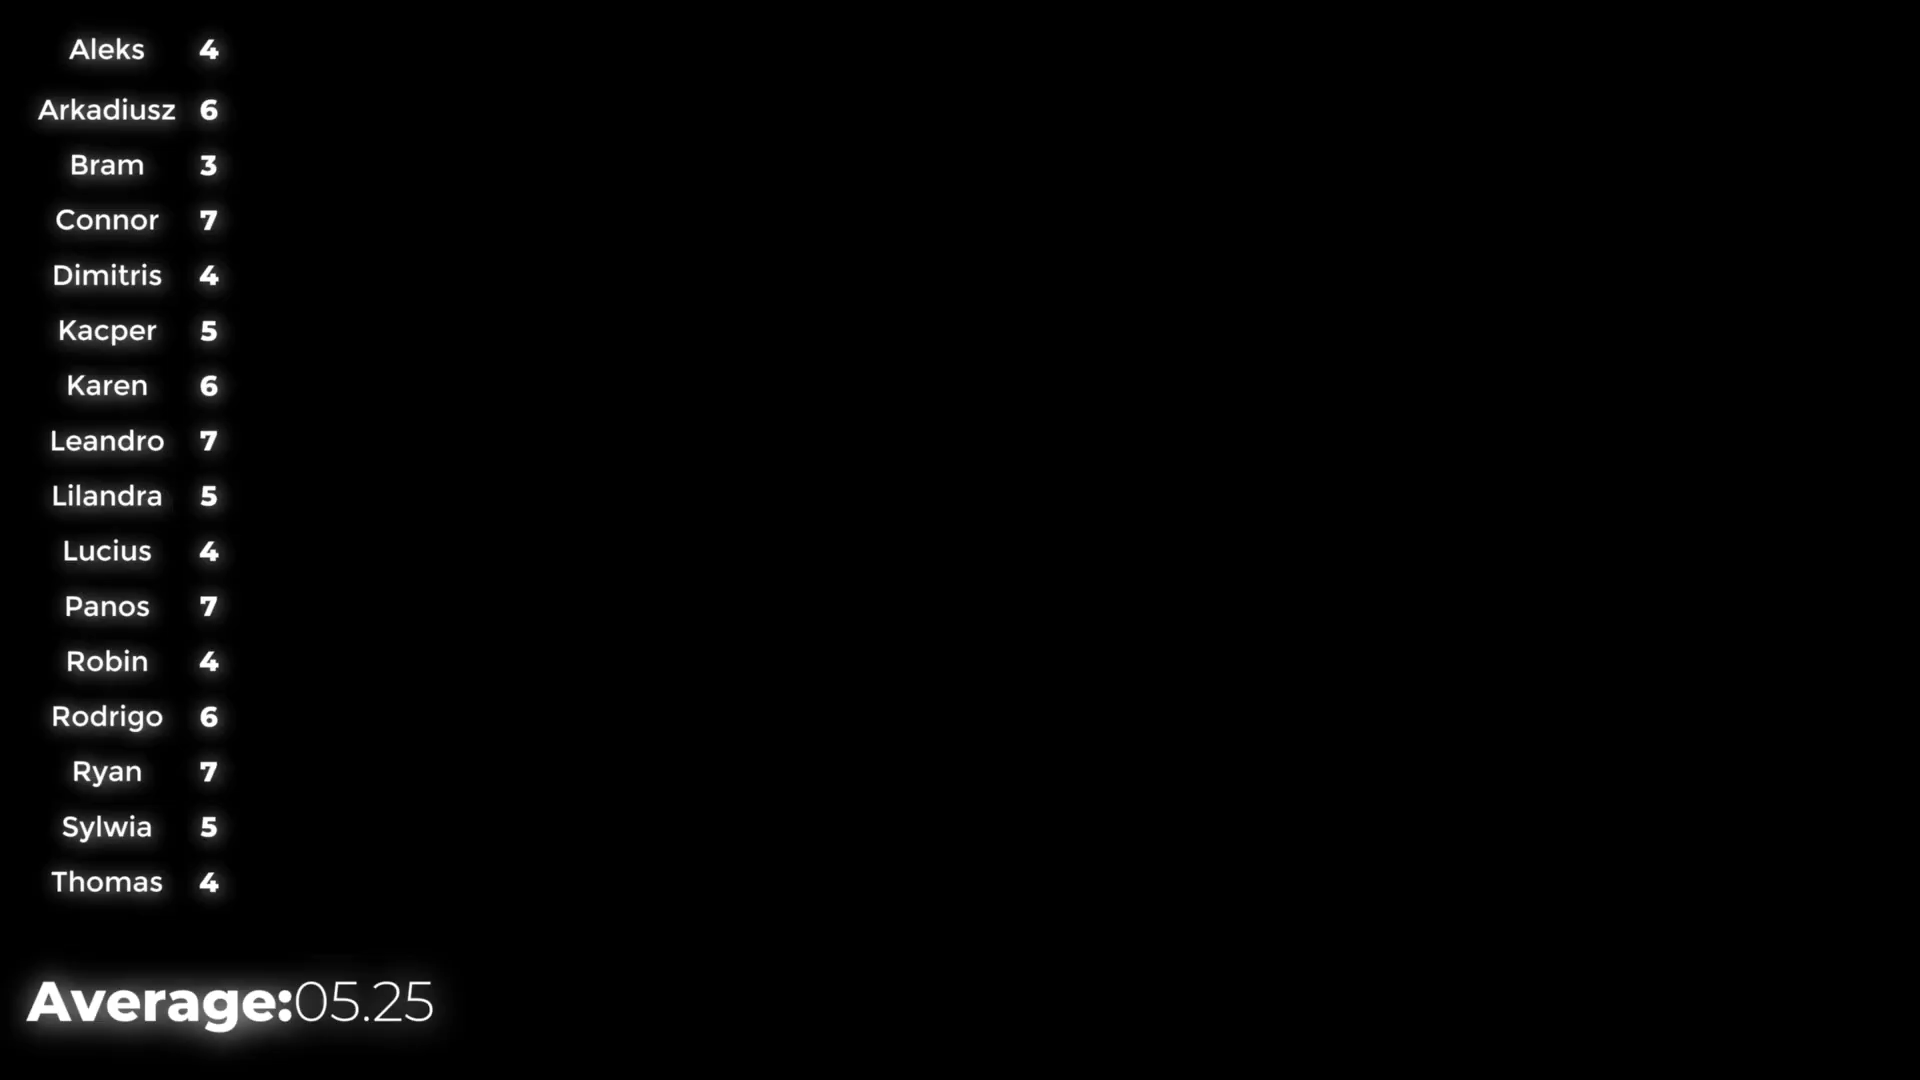 Aleks 4
Arkadiusz 6
Bram 3
Connor 7
Dimitris 4
Kacper 5
Karen 6
Leandro 7
Lilandra 5
Lucius 4
Panos 7
Robin 4
Rodrigo 6
Ryan 7
Sylwia 5
Thomas 4
Average:05.25